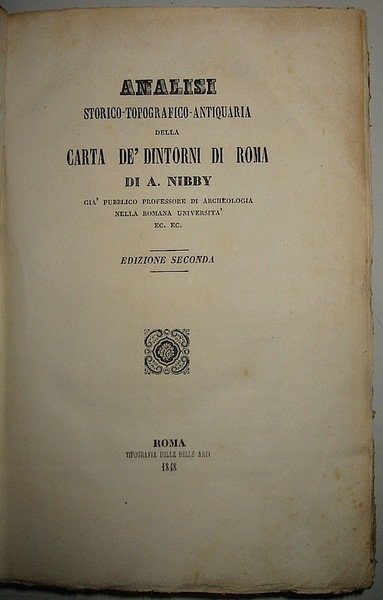 ANALISI
STORICO-TOPOGRAFICO-ANTIQUARIA
DELLA
CARTA DE' DINTORNI DI ROMA
DI A. NIBBY
GIA' PUBBLICO PROFESSORE DI ARCHEOLOGIA
NELLA ROMANA UNIVERSITA'
EC. EC.
EDIZIONE SECONDA
ROMA
TIPOGRAFIA DELLE BELLE ARTI
1848